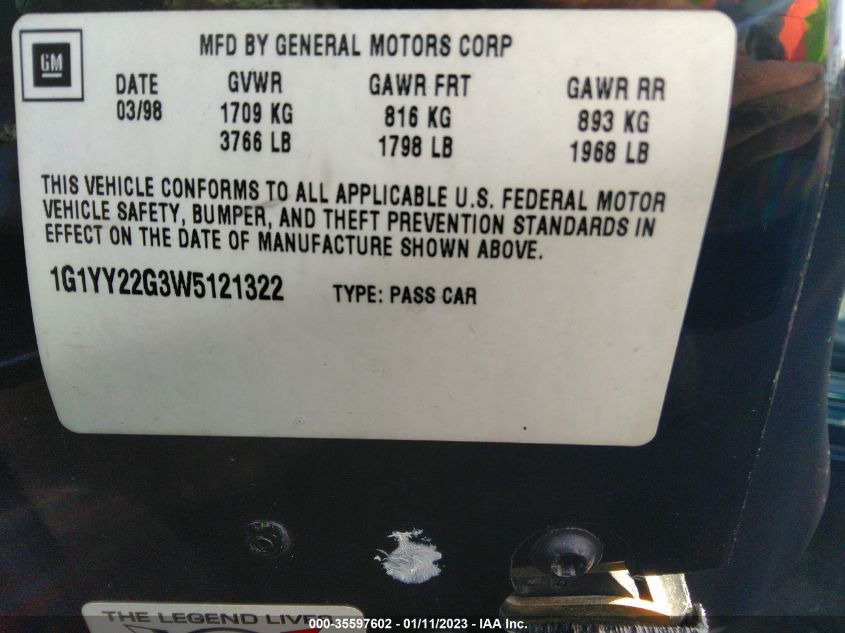 GM
MFD BY GENERAL MOTORS CORP
DATE GVWR GAWR FRT GAWR RR
03/98 1709 KG 816 KG 893 KG
3766 LB 1798 LB 1968 LB
THIS VEHICLE CONFORMS TO ALL APPLICABLE U.S. FEDERAL MOTOR
VEHICLE SAFETY, BUMPER, AND THEFT PREVENTION STANDARDS IN
EFFECT ON THE DATE OF MANUFACTURE SHOWN ABOVE.
1G1YY22G3W5121322 TYPE: PASS CAR
THE LEGEND LIVES
000-35597602 - 01/11/2023 - IAA Inc.